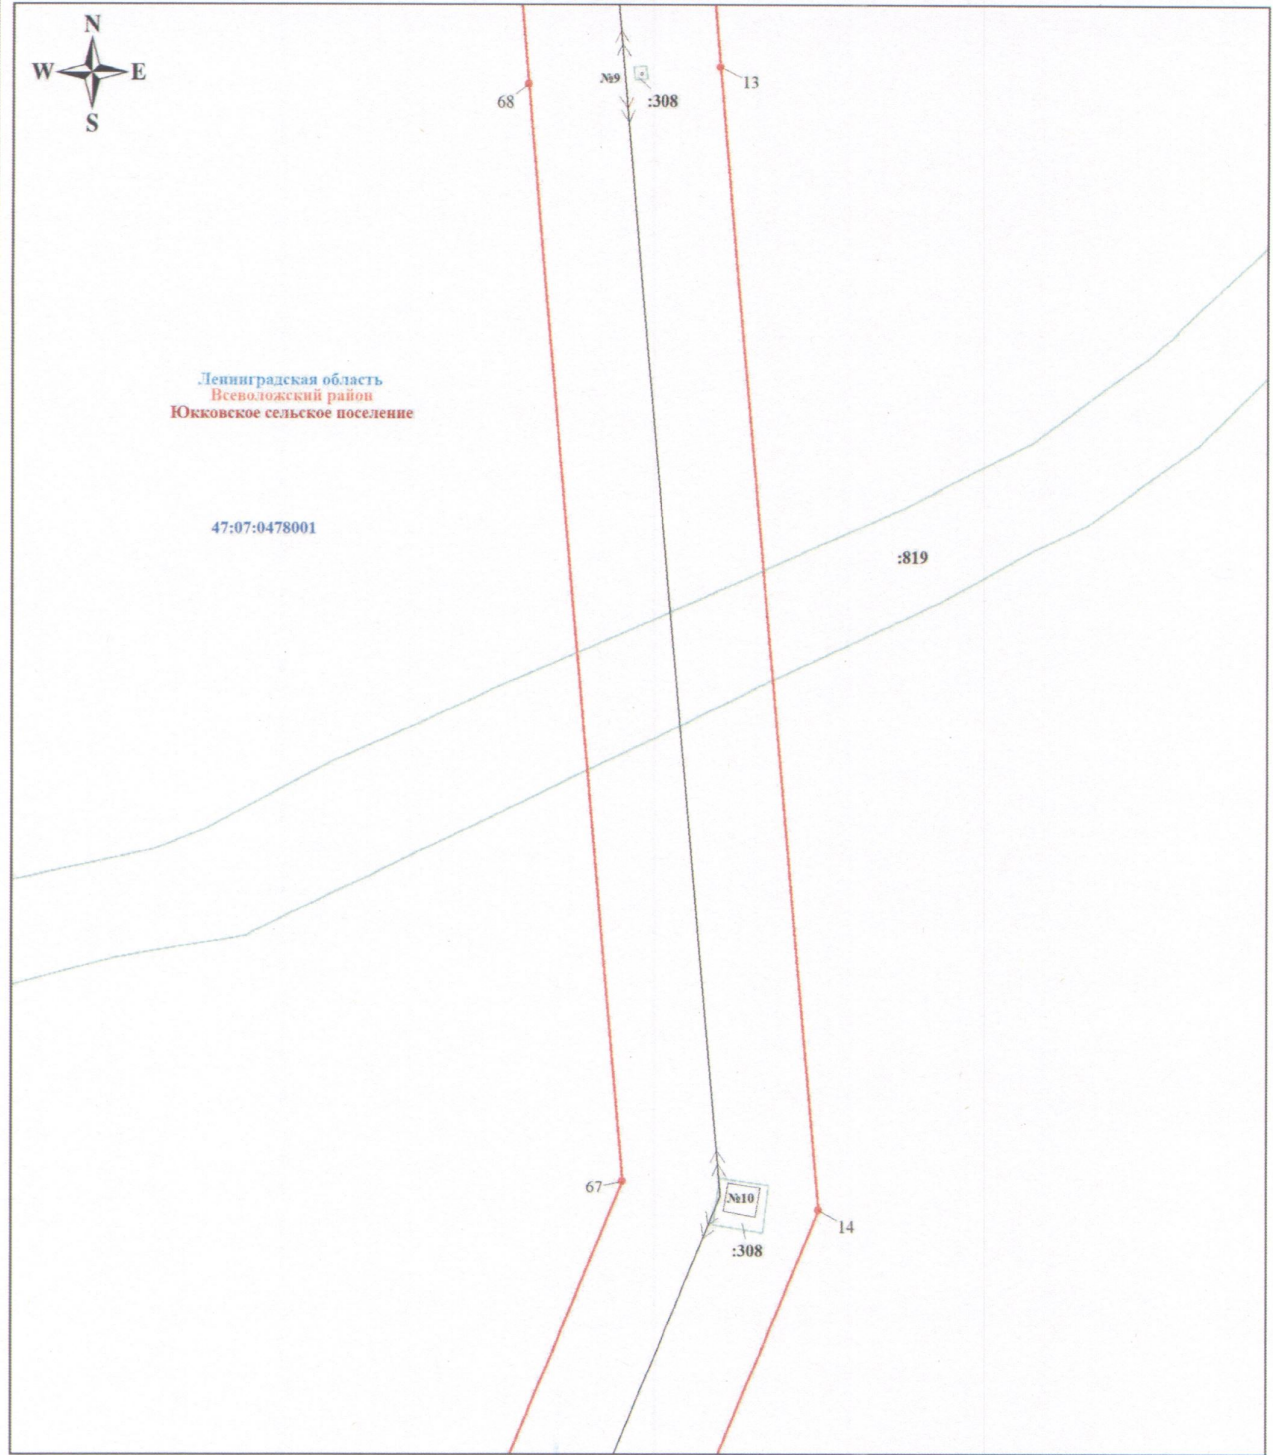 N
W E
S
№9
:308
68
13
Ленинградская область
Всеволожский район
Юкковское сельское поселение
47:07:0478001
:819
67
№10
14
:308